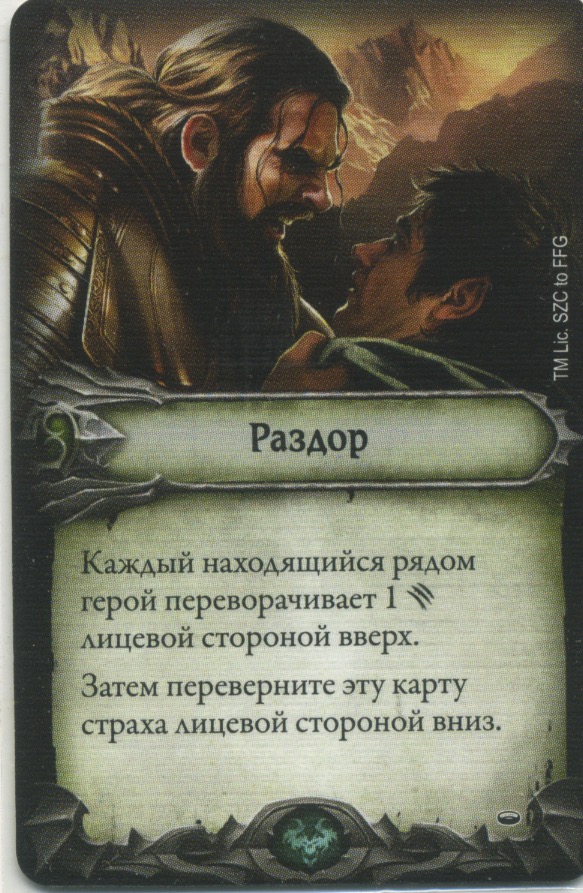 TM Lic. SZC to FFG
Раздор
Каждый находящийся рядом
герой переворачивает 1
лицевой стороной вверх.
Затем переверните эту карту
страха лицевой стороной вниз.